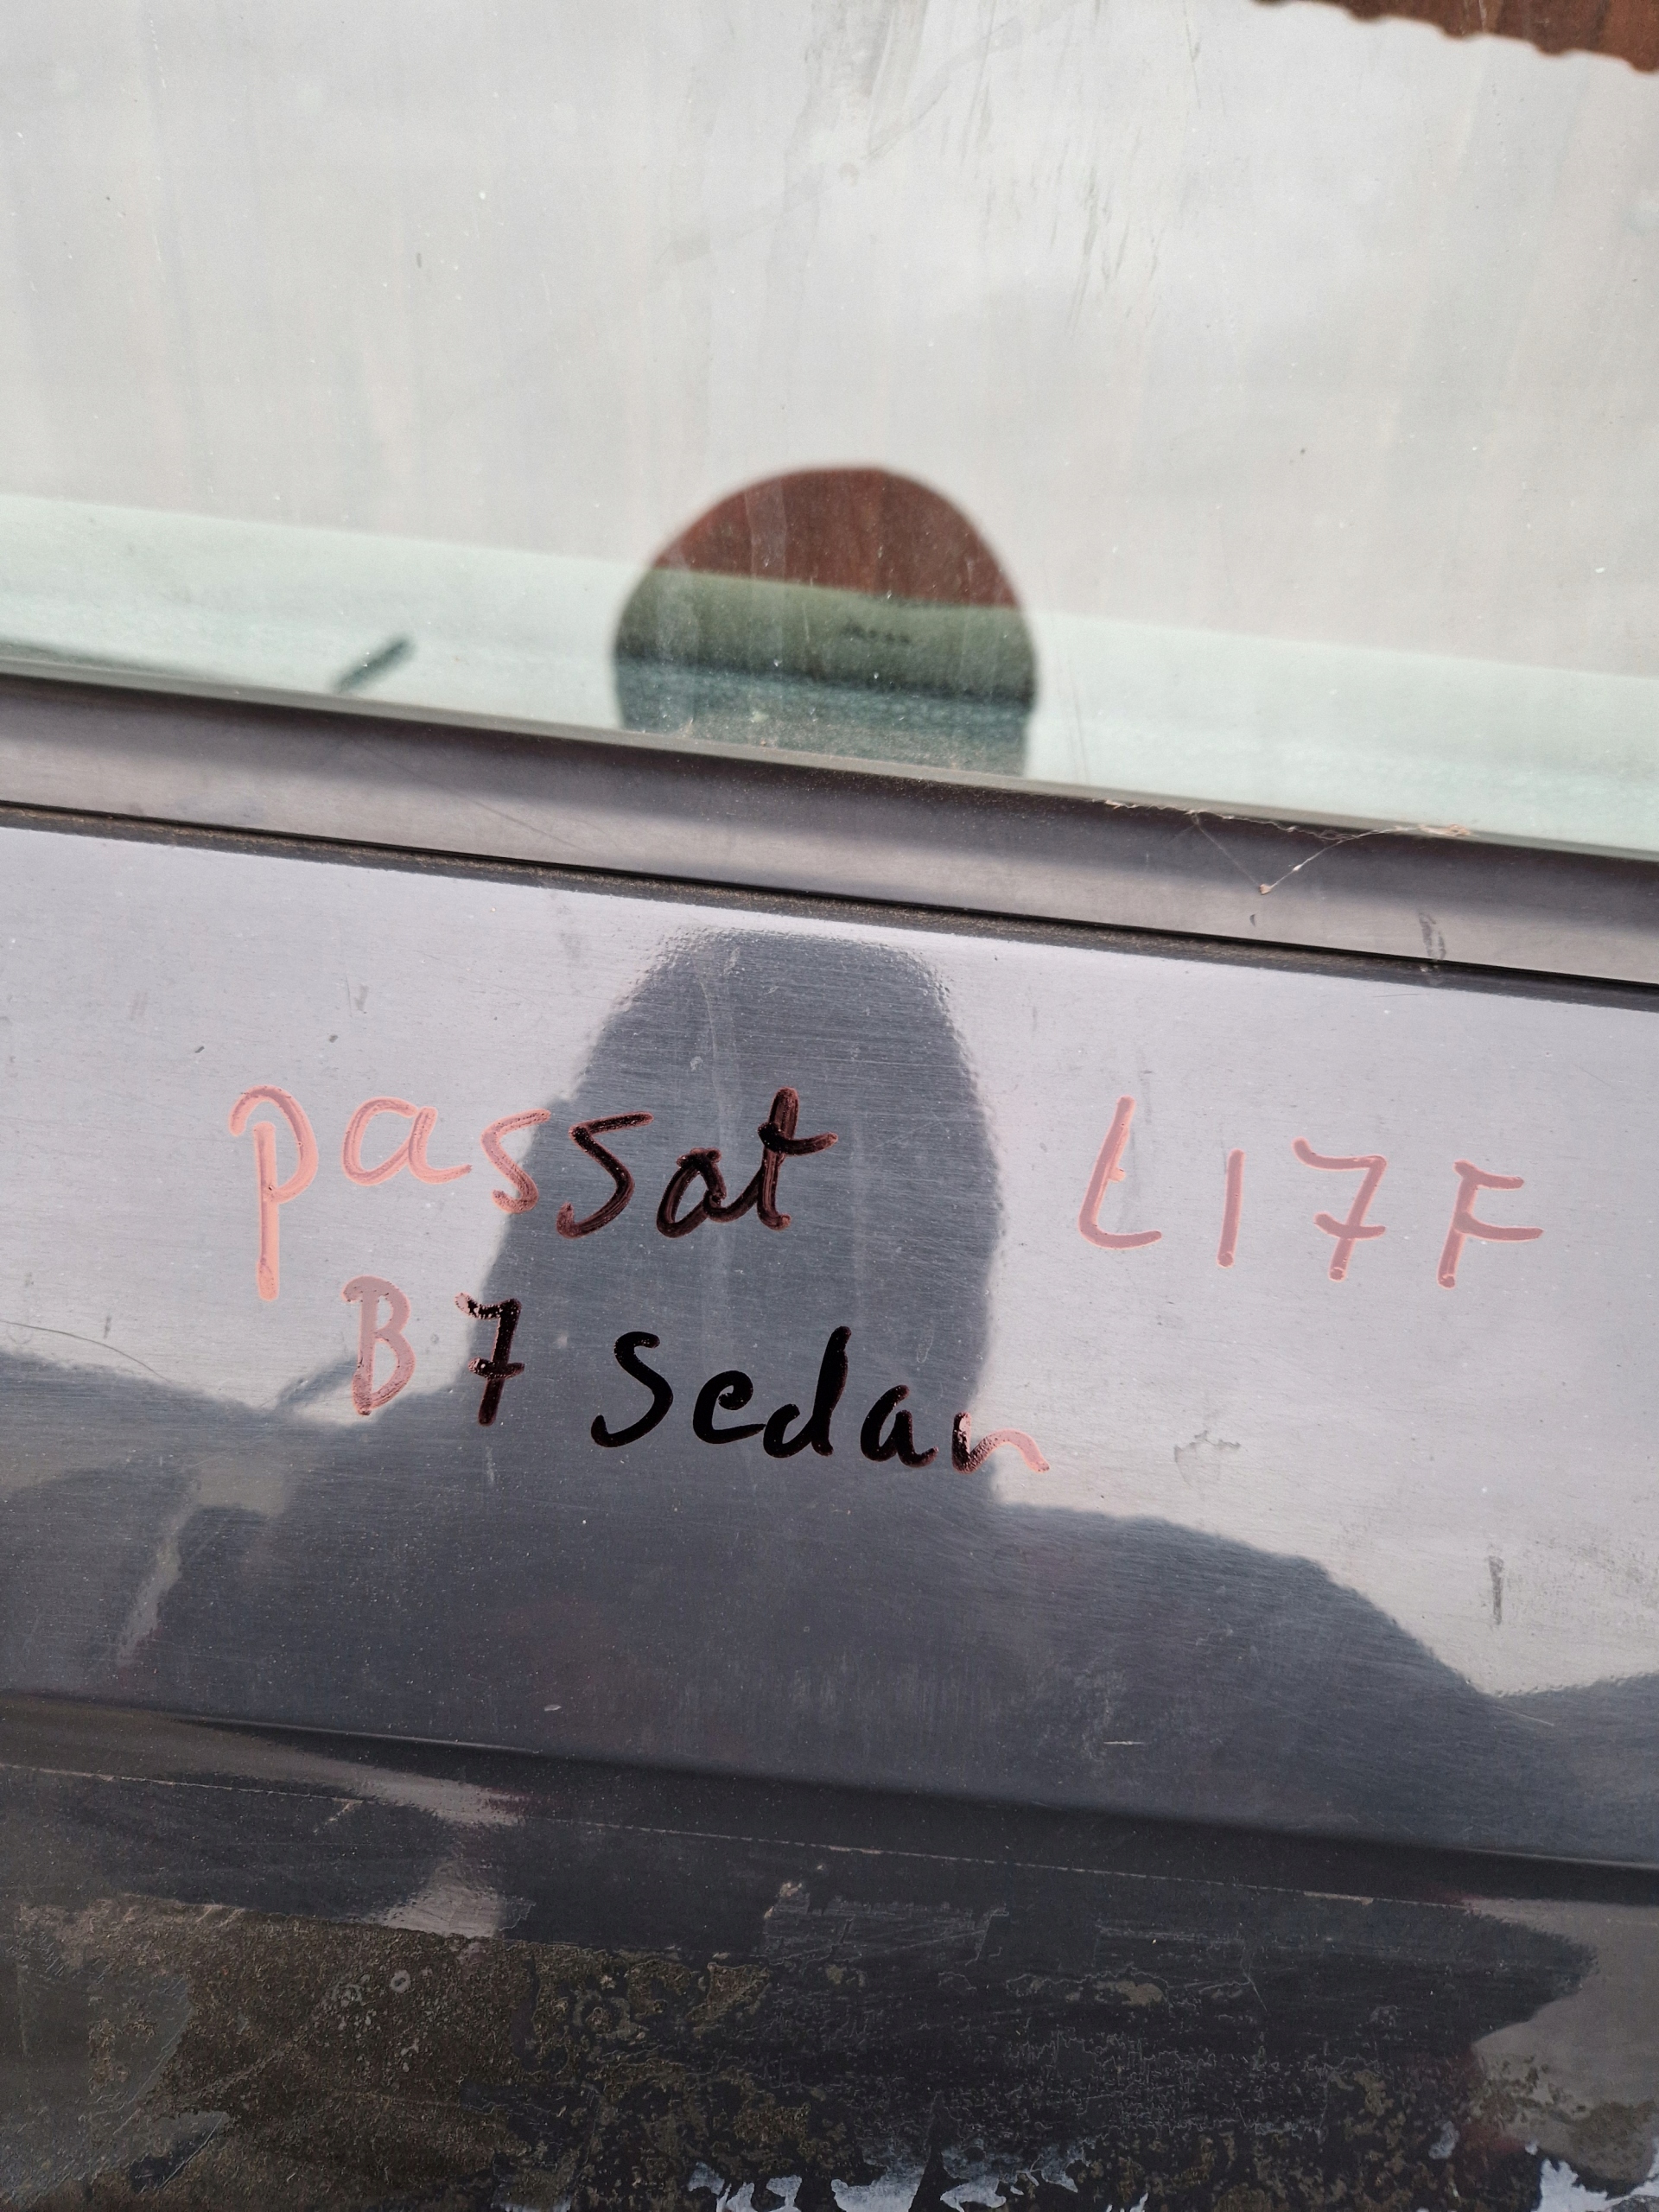 passat L17F
B7 Sedan